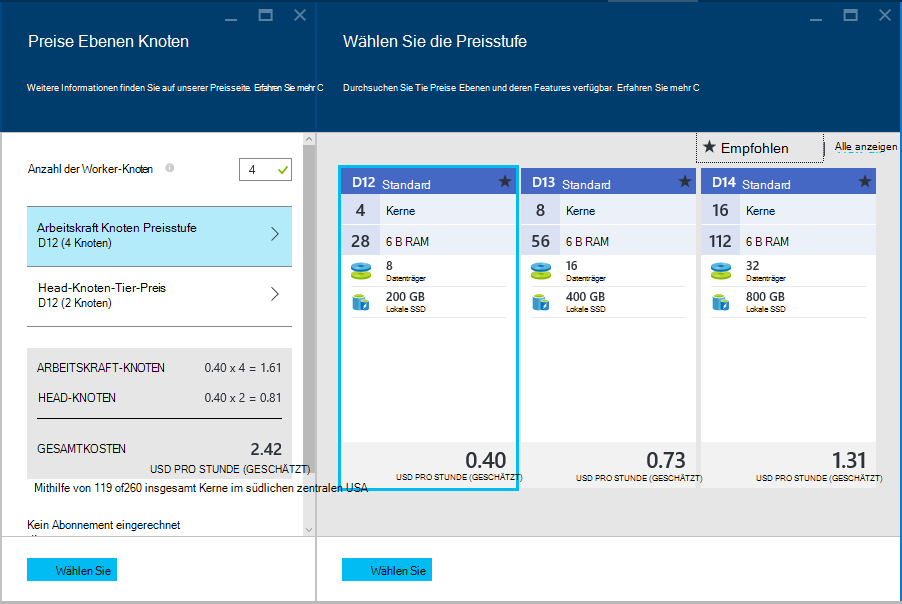 Preise Ebenen Knoten
Weitere Informationen finden Sie auf unserer Preisseite. Erfahren Sie mehr C
Anzahl der Worker-Knoten
4
Arbeitskraft Knoten Preisstufe
D12 (4 Knoten)
Head-Knoten-Tier-Preis
D12 (2 Knoten)
ARBEITSKRAFT-KNOTEN 0.40 x 4 = 1.61
HEAD-KNOTEN 0.40 x 2 = 0.81
GESAMTKOSTEN 2.42
USD PRO STUNDE (GESCHÄTZT)
Mithilfe von 119 of260 insgesamt Kerne im südlichen zentralen USA
Kein Abonnement eingerechnet
Wählen Sie
Wählen Sie die Preisstufe
Durchsuchen Sie Tie Preise Ebenen und deren Features verfügbar. Erfahren Sie mehr C
Empfohlen
Alle anzeigen
D12 Standard
4 Kerne
28 6 B RAM
8
Datenträger
200 GB
Lokale SSD
0.40
USD PRO STUNDE (GESCHÄTZT)
D13 Standard
8 Kerne
56 6 B RAM
16
Datenträger
400 GB
Lokale SSD
0.73
USD PRO STUNDE (GESCHÄTZT)
D14 Standard
16 Kerne
112 6 B RAM
32
Datenträger
800 GB
Lokale SSD
1.31
USD PRO STUNDE (GESCHÄTZT)
Wählen Sie